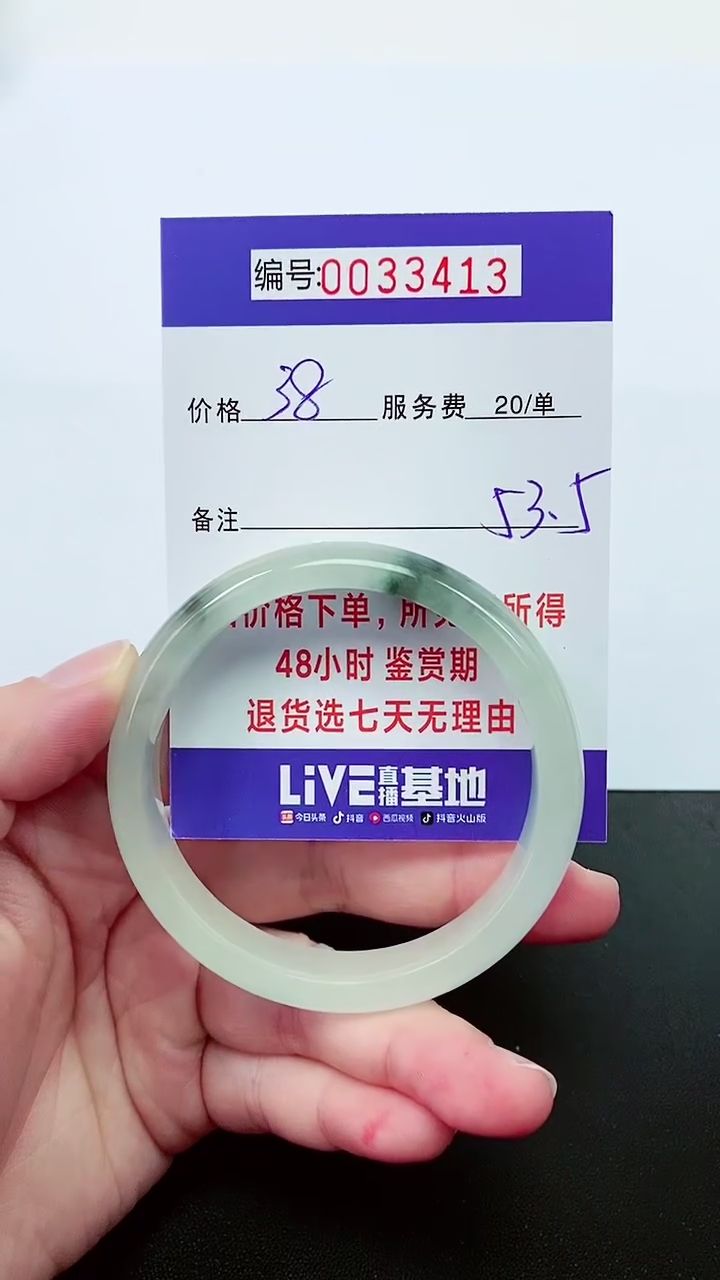 编号:0033413
价格 38 服务费 20/单
备注 53.5
价格下单，所 所得
48小时 鉴赏期
退货选七天无理由
LiVE直播基地
今日头条 抖音 西瓜视频 抖音火山版